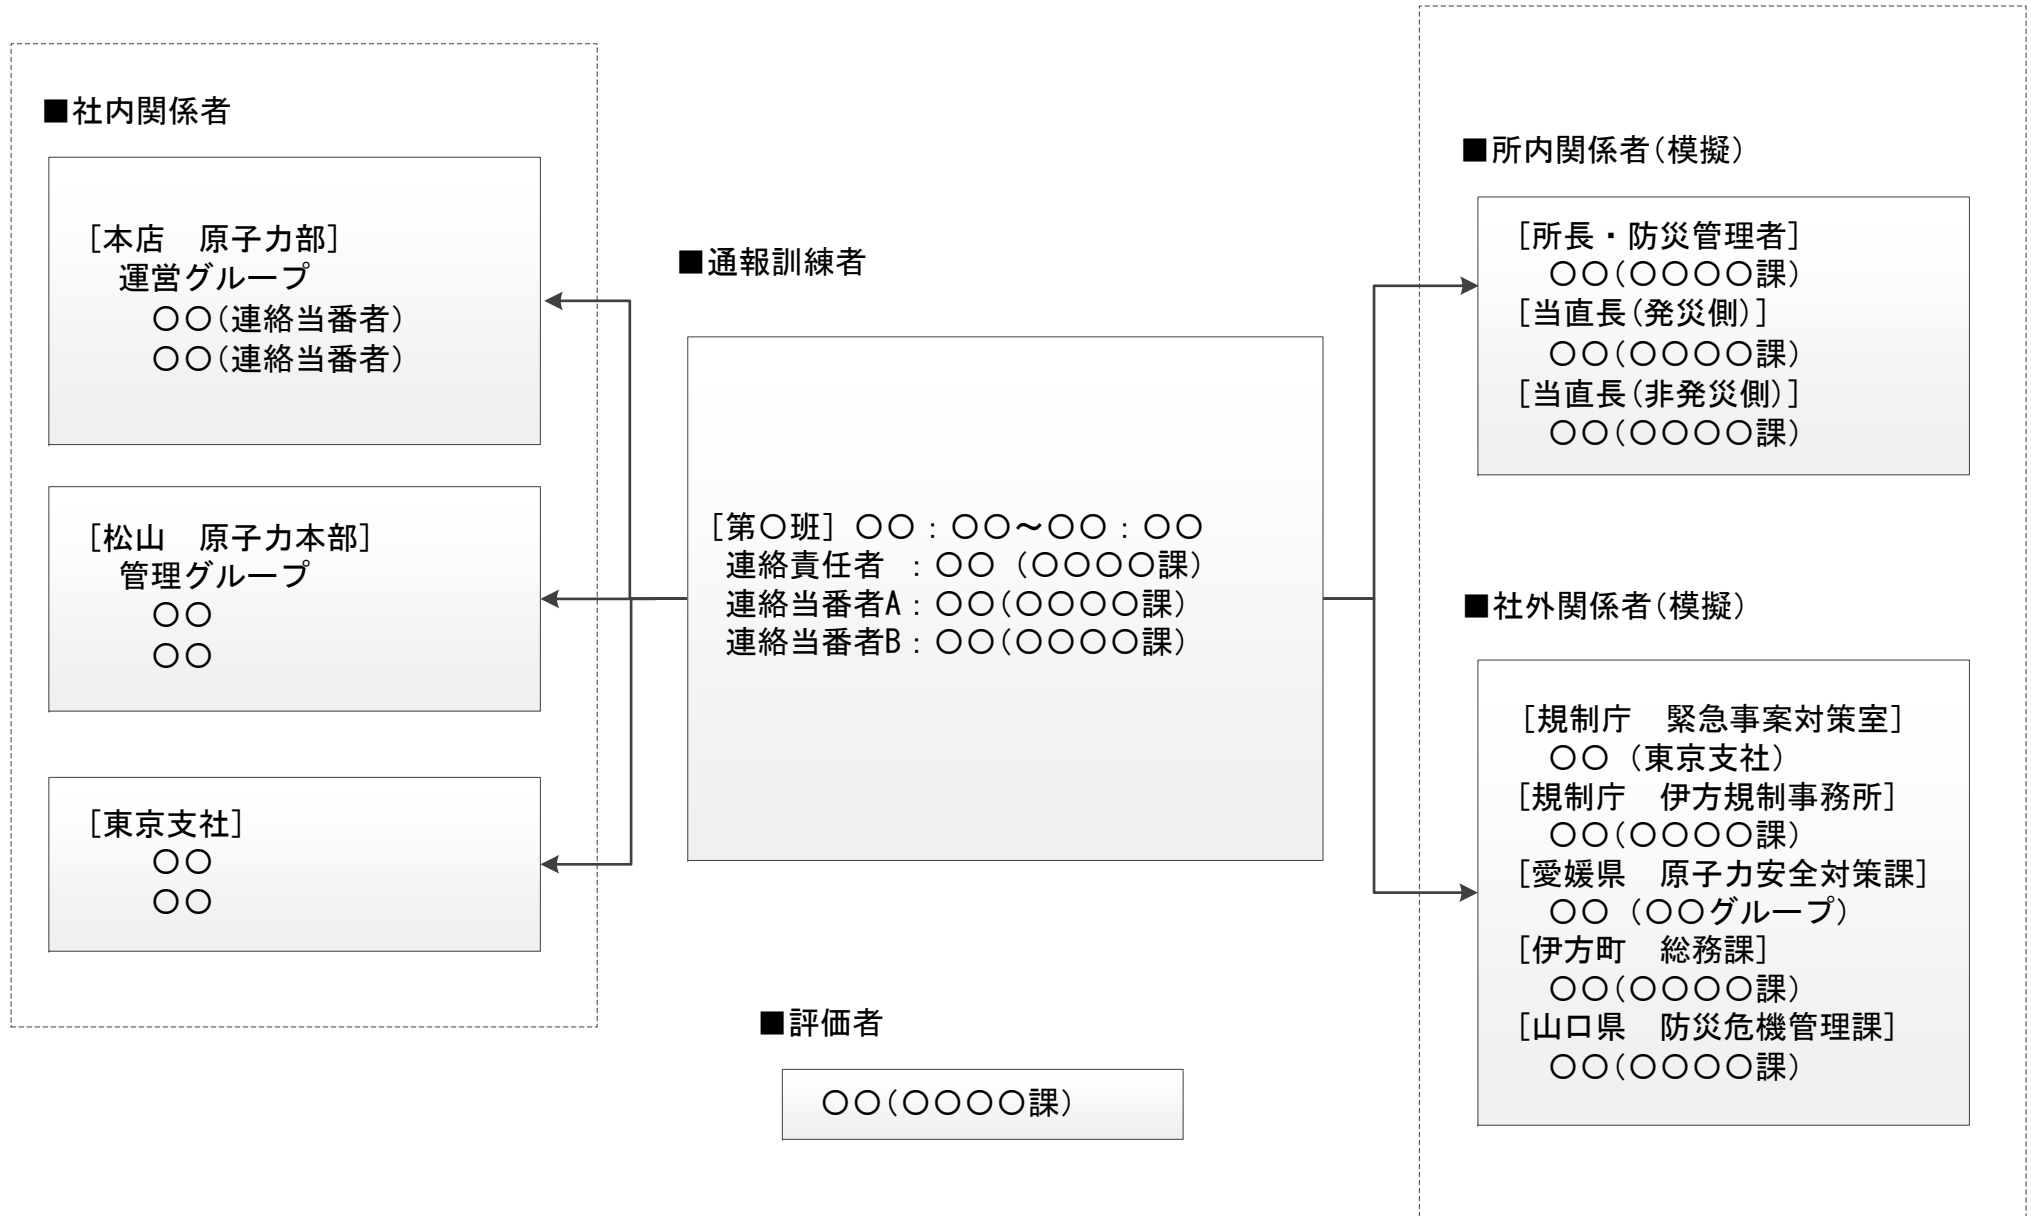 ■社内関係者
[本店　原子力部]
運営グループ
○○(連絡当番者)
○○(連絡当番者)
[松山　原子力本部]
管理グループ
○○
○○
[東京支社]
○○
○○
■通報訓練者
[第○班] ○○：○○～○○：○○
連絡責任者　：○○（○○○○課）
連絡当番者A：○○(○○○○課)
連絡当番者B：○○(○○○○課)
■評価者
○○(○○○○課)
■所内関係者(模擬)
[所長・防災管理者]
○○(○○○○課)
[当直長(発災側)]
○○(○○○○課)
[当直長(非発災側)]
○○(○○○○課)
■社外関係者(模擬)
[規制庁　緊急事案対策室]
○○（東京支社）
[規制庁　伊方規制事務所]
○○(○○○○課)
[愛媛県　原子力安全対策課]
○○（○○グループ）
[伊方町　総務課]
○○(○○○○課)
[山口県　防災危機管理課]
○○(○○○○課)